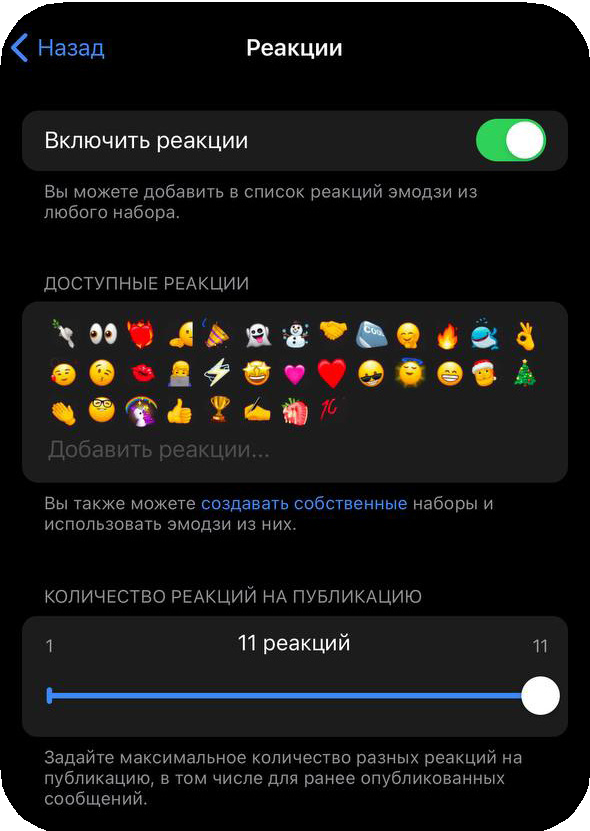 Назад
Реакции
Включить реакции
Вы можете добавить в список реакций эмодзи из
любого набора.
ДОСТУПНЫЕ РЕАКЦИИ
Добавить реакции...
Вы также можете создавать собственные наборы и
использовать эмодзи из них.
КОЛИЧЕСТВО РЕАКЦИЙ НА ПУБЛИКАЦИЮ
1
11 реакций
11
Задайте максимальное количество разных реакций на
публикацию, в том числе для ранее опубликованных
сообщений.